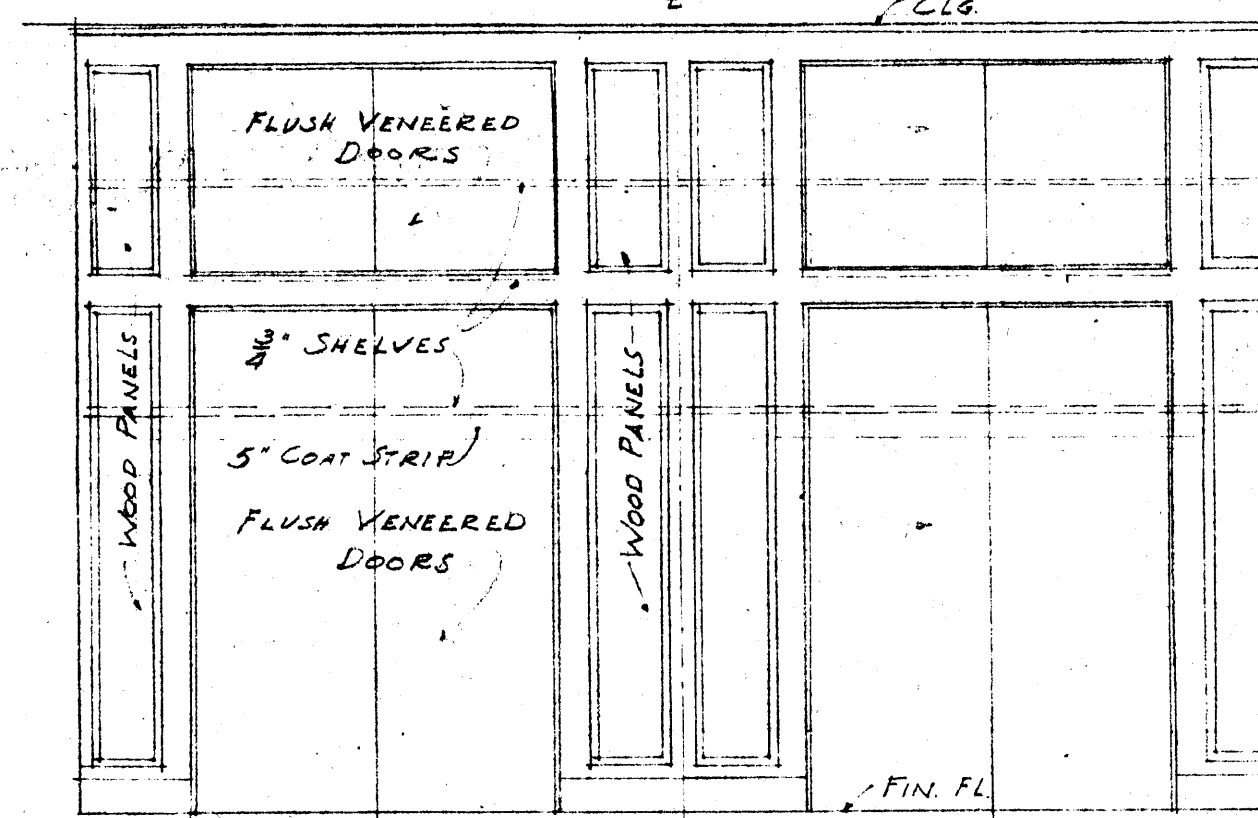 CLG.
FLUSH VENEERED
DOORS
3/4" SHELVES
WOOD PANELS
WOOD PANELS
5" COAT STRIP
FLUSH VENEERED
DOORS
FIN. FL.